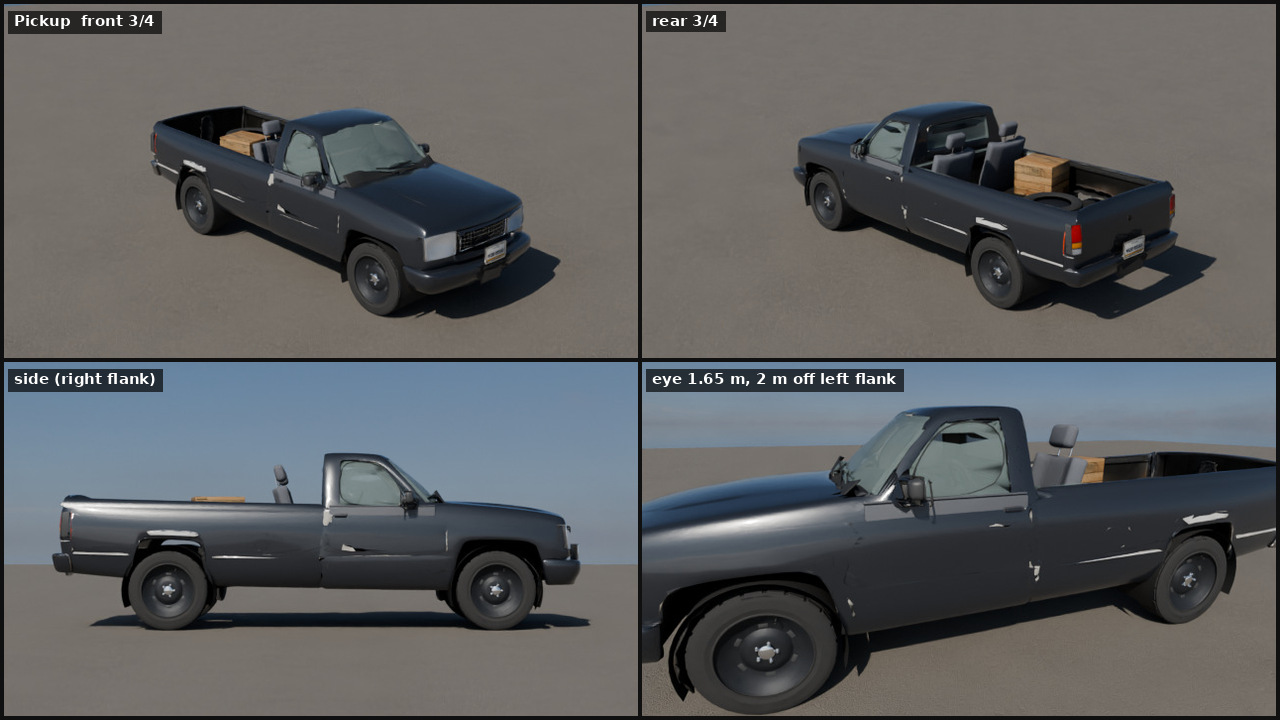 Pickup  front 3/4
rear 3/4
side (right flank)
eye 1.65 m, 2 m off left flank